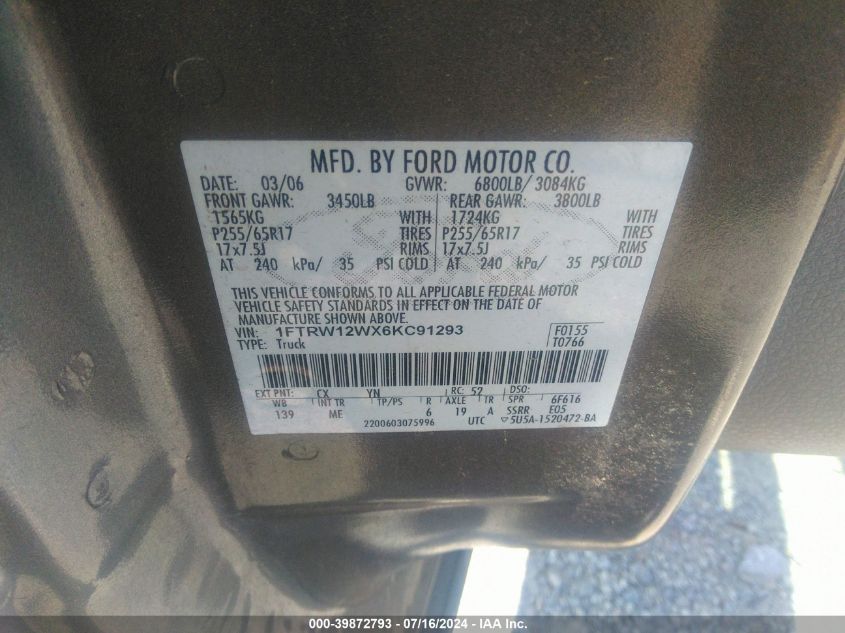 MFD. BY FORD MOTOR CO.
DATE: 03/06 GVWR: 6800LB/ 3084KG
FRONT GAWR: 3450LB REAR GAWR: 3800LB
1565KG WITH 1724KG WITH
P255/65R17 TIRES P255/65R17 TIRES
17x7.5J RIMS 17x7.5J RIMS
AT 240 kPa/ 35 PSI COLD AT 240 kPa/ 35 PSI COLD
THIS VEHICLE CONFORMS TO ALL APPLICABLE FEDERAL MOTOR
VEHICLE SAFETY STANDARDS IN EFFECT ON THE DATE OF
MANUFACTURE SHOWN ABOVE.
VIN: 1FTRW12WX6KC91293 F0155
TYPE: Truck T0766
EXT PNT: CX YN RC: 52 DSO:
WB INT TR TP/PS R AXLE TR SPR 6F616
139 ME 6 19 A SSRR E05
2200603075996 UTC 5U5A-1520472-BA
000-39872793 - 07/16/2024 - IAA Inc.